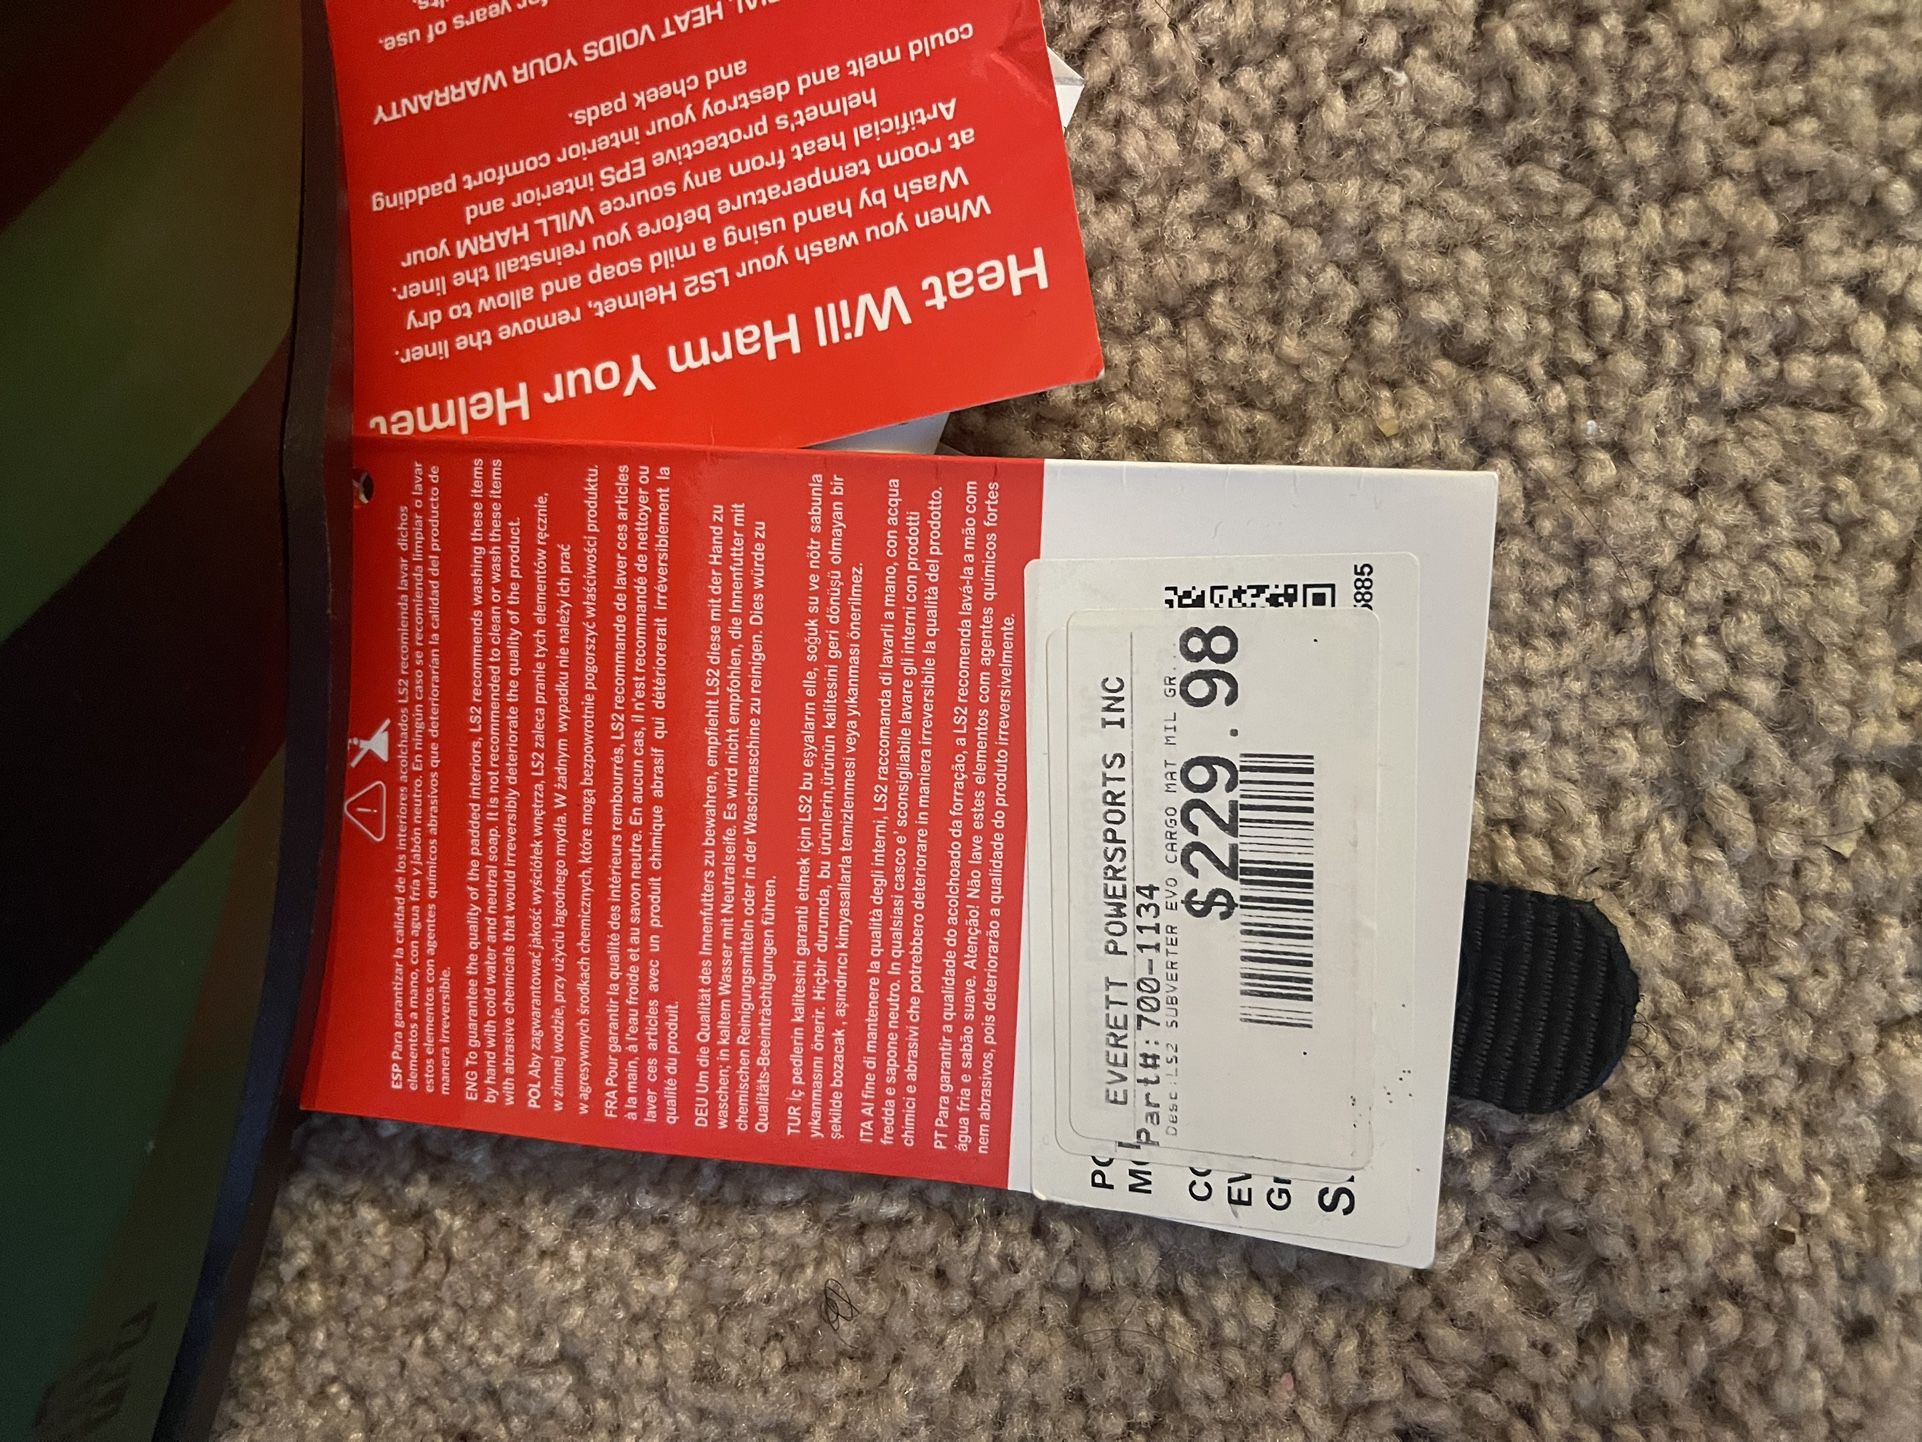 Heat Will Harm Your Helmet
When you wash your LS2 Helmet, remove the liner.
Wash by hand using a mild soap and allow to dry
at room temperature before you reinstall the liner.
Artificial heat from any source WILL HARM your
helmet's protective EPS interior and
could melt and destroy your interior comfort padding
and cheek pads.
HEAT VOIDS YOUR WARRANTY
years of use.
ESP Para garantizar la calidad de los interiores acolchados LS2 recomienda lavar dichos
elementos a mano, con agua fría y jabón neutro. En ningún caso se recomienda limpiar o lavar
estos elementos con agentes químicos abrasivos que deteriorarían la calidad del producto de
manera irreversible.
ENG To guarantee the quality of the padded interiors, LS2 recommends washing these items
by hand with cold water and neutral soap. It is not recommended to clean or wash these items
with abrasive chemicals that would irreversibly deteriorate the quality of the product.
POL Aby zagwarantować jakość wyściółek wnętrza, LS2 zaleca pranie tych elementów ręcznie,
w zimnej wodzie, przy użyciu łagodnego mydła. W żadnym wypadku nie należy ich prać
w agresywnych środkach chemicznych, które mogą bezpowrotnie pogorszyć właściwości produktu.
FRA Pour garantir la qualité des intérieurs rembourrés, LS2 recommande de laver ces articles
à la main, à l'eau froide et au savon neutre. En aucun cas, il n'est recommandé de nettoyer ou
laver ces articles avec un produit chimique abrasif qui détériorerait irréversiblement la
qualité du produit.
DEU Um die Qualität des Innenfutters zu bewahren, empfiehlt LS2 diese mit der Hand zu
waschen; in kaltem Wasser mit Neutralseife. Es wird nicht empfohlen, die Innenfutter mit
chemischen Reinigungsmitteln oder in der Waschmaschine zu reinigen. Dies würde zu
Qualitäts-Beeinträchtigungen führen.
TUR İç pedlerin kalitesini garanti etmek için LS2 bu eşyaların elle, soğuk su ve nötr sabunla
yıkanmasını önerir. Hiçbir durumda, bu ürünlerin,ürünün kalitesini geri dönüşü olmayan bir
şekilde bozacak , aşındırıcı kimyasallarla temizlenmesi veya yıkanması önerilmez.
ITA Al fine di mantenere la qualità degli interni, LS2 raccomanda di lavarli a mano, con acqua
fredda e sapone neutro. In qualsiasi casco e' sconsigliabile lavare gli interni con prodotti
chimici e abrasivi che potrebbero deteriorare in maniera irreversibile la qualità del prodotto.
PT Para garantir a qualidade do acolchoado da forração, a LS2 recomenda lavá-la a mão com
água fria e sabão suave. Atenção! Não lave estes elementos com agentes químicos fortes
nem abrasivos, pois deteriorarão a qualidade do produto irreversivelmente.
EVERETT POWERSPORTS INC
Part#:700-1134
Desc:LS2 SUBVERTER EVO CARGO MAT MIL GR...
$229.98
885